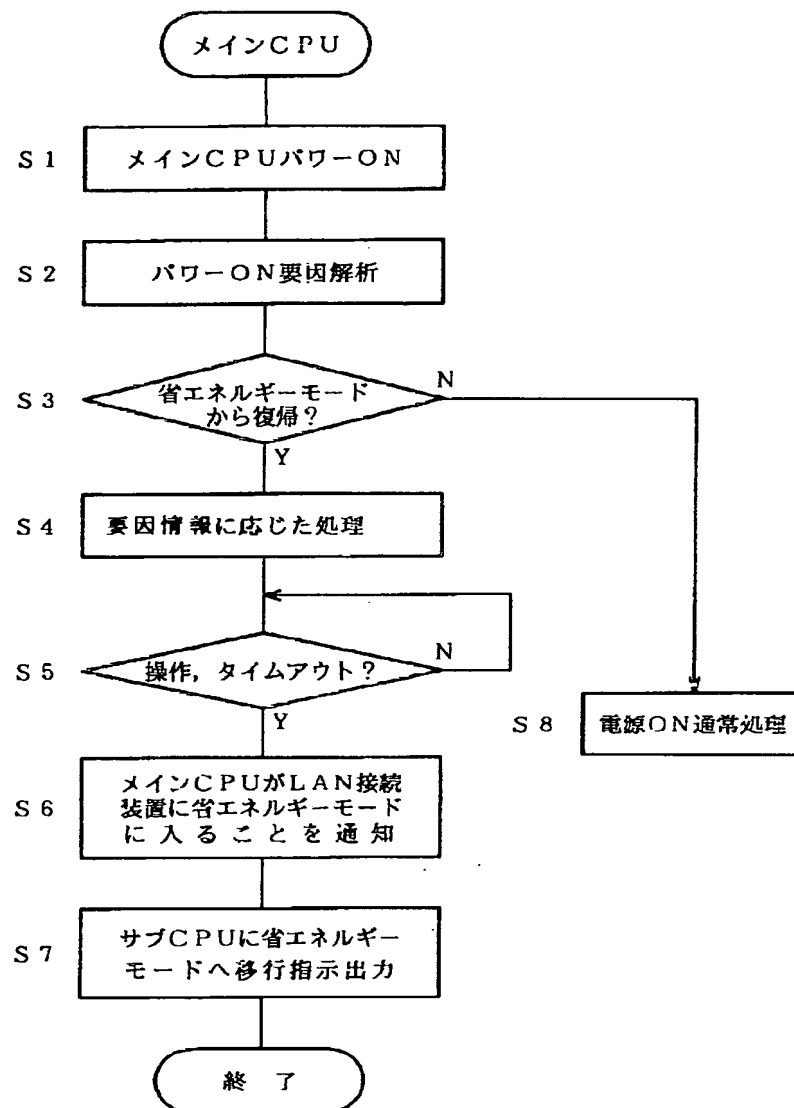 メインCPU
S1
メインCPUパワーON
S2
パワーON要因解析
S3
省エネルギーモード
から復帰?
N
Y
S4
要因情報に応じた処理
S5
操作,タイムアウト?
N
Y
S8
電源ON通常処理
S6
メインCPUがLAN接続
装置に省エネルギーモード
に入ることを通知
S7
サブCPUに省エネルギー
モードへ移行指示出力
終了